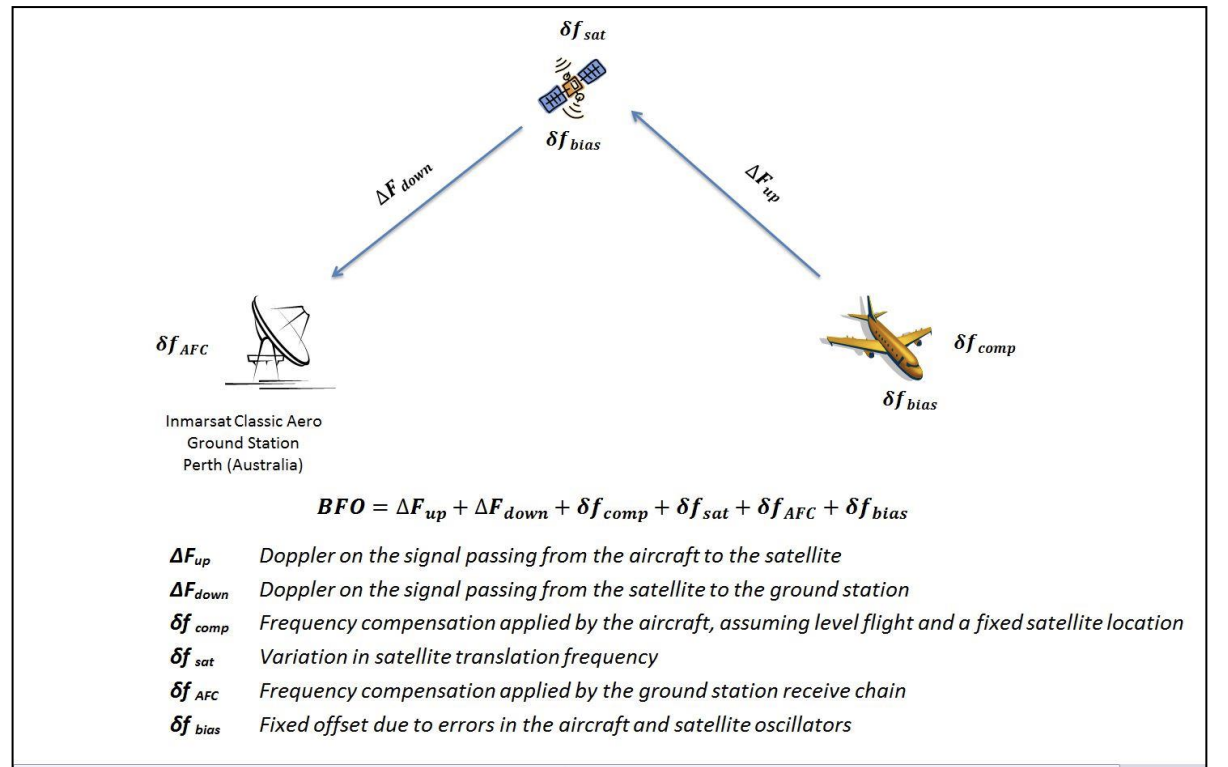 δf sat
δf bias
ΔF down
ΔF up
δf AFC
δf comp
δf bias
Inmarsat Classic Aero
Ground Station
Perth (Australia)
BFO = ΔF up + ΔF down + δf comp + δf sat + δf AFC + δf bias
ΔF up Doppler on the signal passing from the aircraft to the satellite
ΔF down Doppler on the signal passing from the satellite to the ground station
δf comp Frequency compensation applied by the aircraft, assuming level flight and a fixed satellite location
δf sat Variation in satellite translation frequency
δf AFC Frequency compensation applied by the ground station receive chain
δf bias Fixed offset due to errors in the aircraft and satellite oscillators